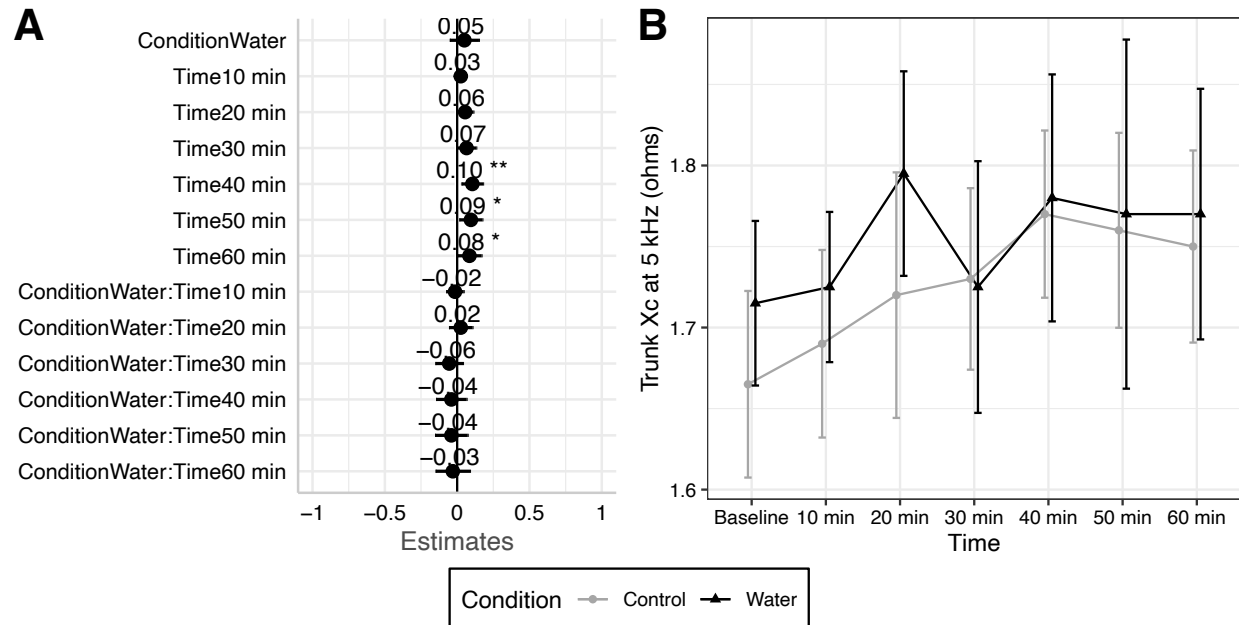 A
ConditionWater 0.05
Time10 min 0.03
Time20 min 0.06
Time30 min 0.07
Time40 min 0.10 **
Time50 min 0.09 *
Time60 min 0.08 *
ConditionWater:Time10 min −0.02
ConditionWater:Time20 min 0.02
ConditionWater:Time30 min −0.06
ConditionWater:Time40 min −0.04
ConditionWater:Time50 min −0.04
ConditionWater:Time60 min −0.03
−1 −0.5 0 0.5 1
Estimates
B
Trunk Xc at 5 kHz (ohms)
1.8
1.7
1.6
Baseline 10 min 20 min 30 min 40 min 50 min 60 min
Time
Condition Control Water